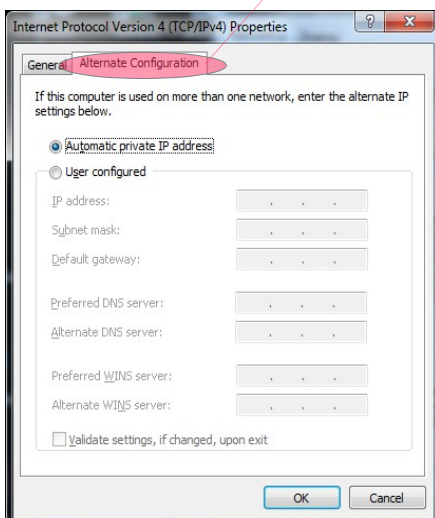 Internet Protocol Version 4 (TCP/IPv4) Properties
General Alternate Configuration
If this computer is used on more than one network, enter the alternate IP
settings below.
Automatic private IP address
User configured
IP address:
Subnet mask:
Default gateway:
Preferred DNS server:
Alternate DNS server:
Preferred WINS server:
Alternate WINS server:
Validate settings, if changed, upon exit
OK Cancel